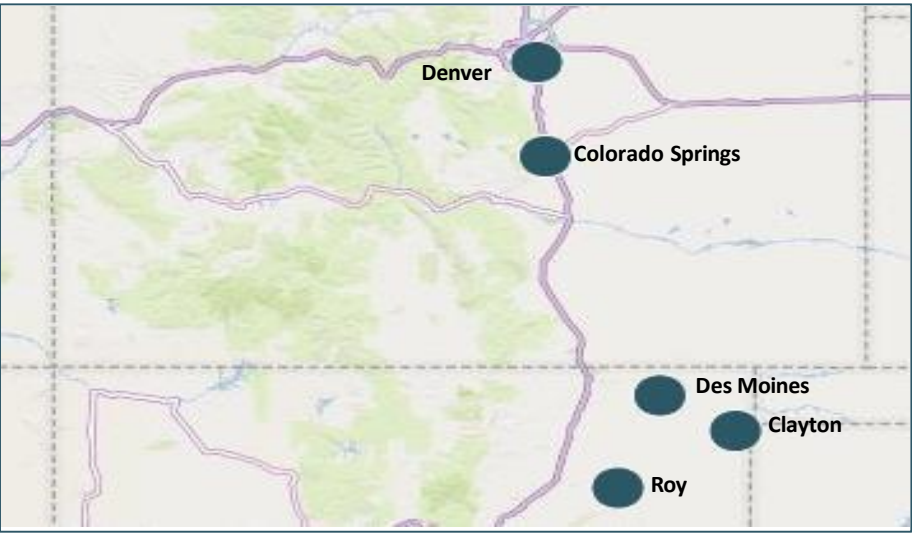 Denver
Colorado Springs
Des Moines
Clayton
Roy